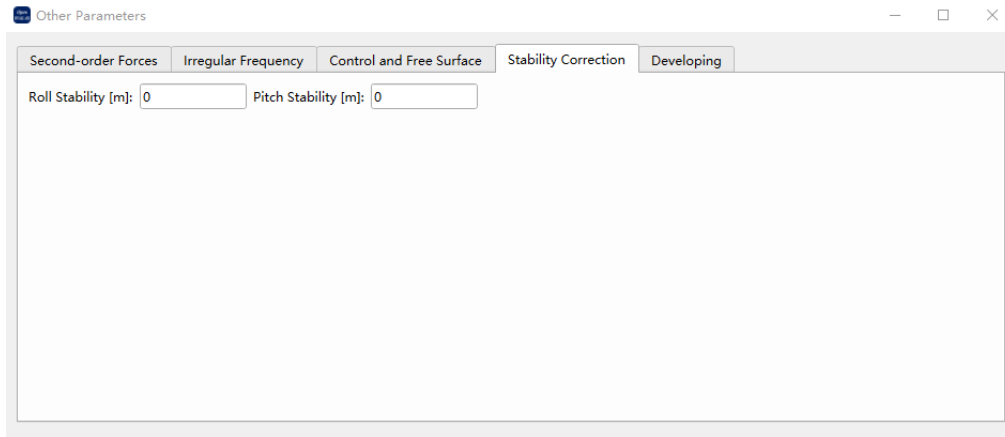 Other Parameters
Second-order Forces Irregular Frequency Control and Free Surface Stability Correction Developing
Roll Stability [m]: 0 Pitch Stability [m]: 0